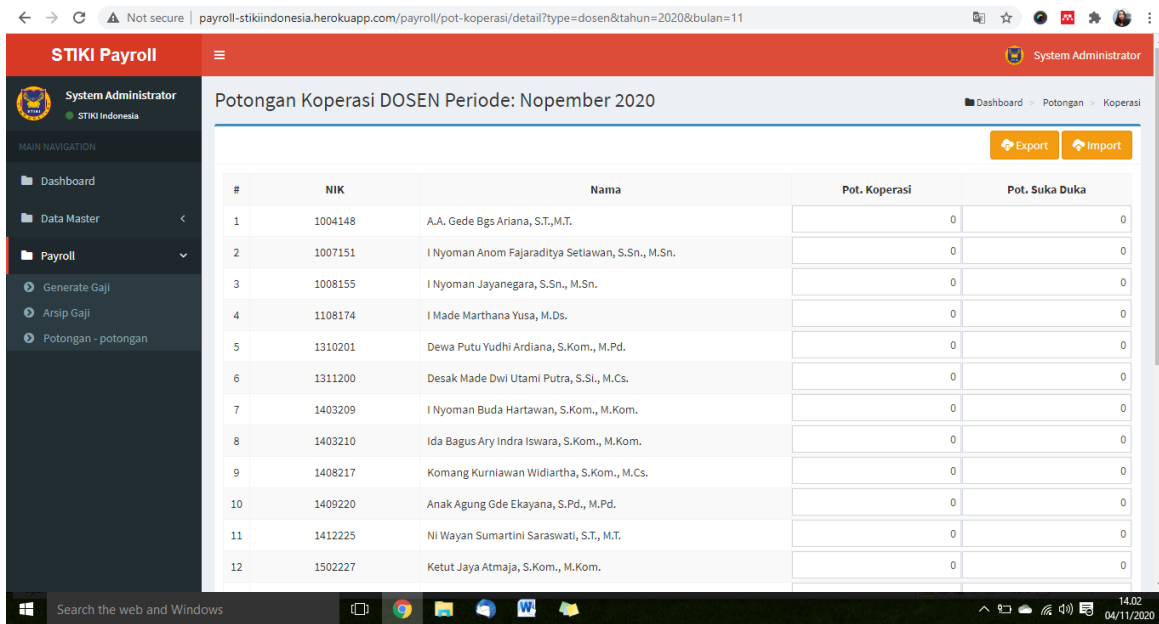 Not secure | payroll-stikiindonesia.herokuapp.com/payroll/pot-koperasi/detail?type=dosen&tahun=2020&bulan=11
STIKI Payroll
System Administrator
System Administrator
STIKI Indonesia
Potongan Koperasi DOSEN Periode: Nopember 2020
Dashboard > Potongan > Koperasi
MAIN NAVIGATION
Dashboard
Data Master
Payroll
Generate Gaji
Arsip Gaji
Potongan - potongan
Export Import
# NIK Nama Pot. Koperasi Pot. Suka Duka
1 1004148 A.A. Gede Bgs Ariana, S.T.,M.T. 0 0
2 1007151 I Nyoman Anom Fajaraditya Setiawan, S.Sn., M.Sn. 0 0
3 1008155 I Nyoman Jayanegara, S.Sn., M.Sn. 0 0
4 1108174 I Made Marthana Yusa, M.Ds. 0 0
5 1310201 Dewa Putu Yudhi Ardiana, S.Kom., M.Pd. 0 0
6 1311200 Desak Made Dwi Utami Putra, S.Si., M.Cs. 0 0
7 1403209 I Nyoman Buda Hartawan, S.Kom., M.Kom. 0 0
8 1403210 Ida Bagus Ary Indra Iswara, S.Kom., M.Kom. 0 0
9 1408217 Komang Kurniawan Widiartha, S.Kom., M.Cs. 0 0
10 1409220 Anak Agung Gde Ekayana, S.Pd., M.Pd. 0 0
11 1412225 Ni Wayan Sumartini Saraswati, S.T., M.T. 0 0
12 1502227 Ketut Jaya Atmaja, S.Kom., M.Kom. 0 0
Search the web and Windows
14.02
04/11/2020